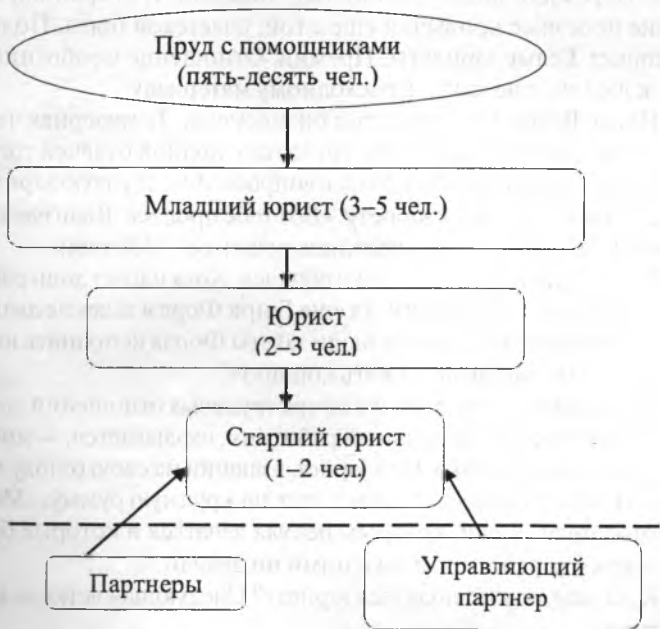 Пруд с помощниками
(пять-десять чел.)
Младший юрист (3–5 чел.)
Юрист
(2–3 чел.)
Старший юрист
(1–2 чел.)
Партнеры
Управляющий
партнер